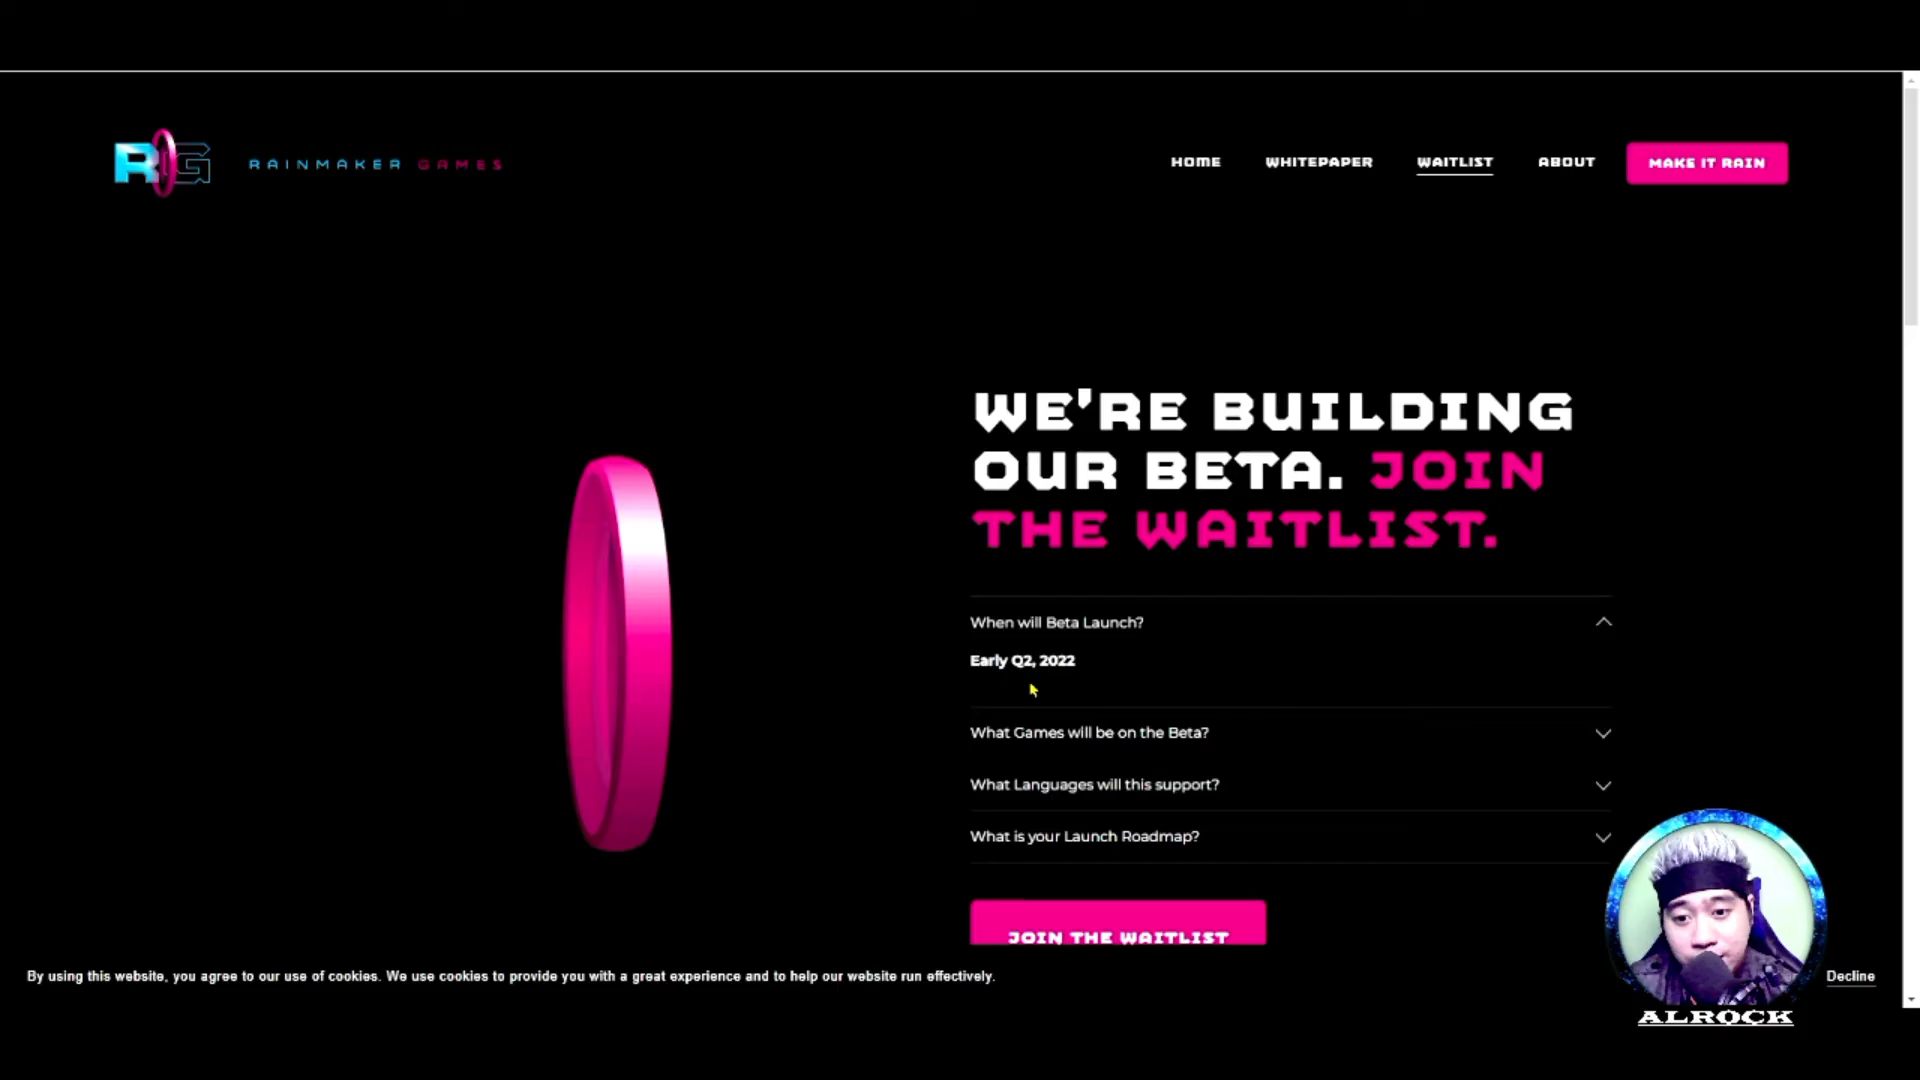 RG
RAINMAKER GAMES
HOME
WHITEPAPER
WAITLIST
ABOUT
MAKE IT RAIN
WE'RE BUILDING
OUR BETA. JOIN
THE WAITLIST.
When will Beta Launch?
Early Q2, 2022
What Games will be on the Beta?
What Languages will this support?
What is your Launch Roadmap?
JOIN THE WAITLIST
By using this website, you agree to our use of cookies. We use cookies to provide you with a great experience and to help our website run effectively.
Decline
ALROCK